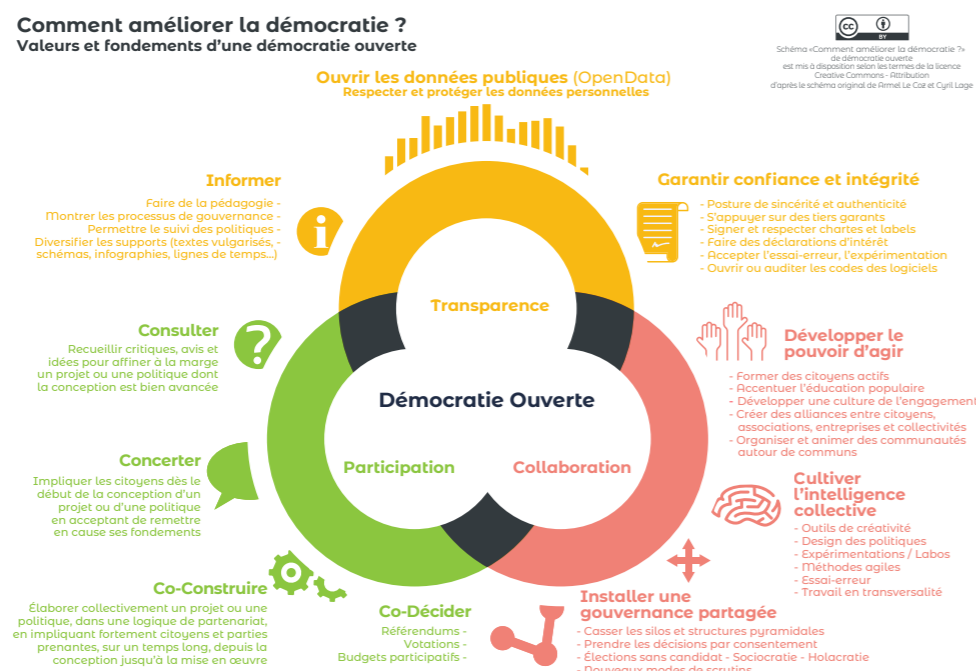 Comment améliorer la démocratie ?
Valeurs et fondements d'une démocratie ouverte
cc
BY
Schéma «Comment améliorer la démocratie ?»
de démocratie ouverte
est mis à disposition selon les termes de la licence
Creative Commons - Attribution
d'après le schéma original de Armel Le Coz et Cyril Lage
Ouvrir les données publiques (OpenData)
Respecter et protéger les données personnelles
Informer
Faire de la pédagogie -
Montrer les processus de gouvernance -
Permettre le suivi des politiques -
Diversifier les supports (textes vulgarisés, -
schémas, infographies, lignes de temps...)
i
Garantir confiance et intégrité
- Posture de sincérité et authenticité
- S'appuyer sur des tiers garants
- Signer et respecter chartes et labels
- Faire des déclarations d'intérêt
- Accepter l'essai-erreur, l'expérimentation
- Ouvrir ou auditer les codes des logiciels
Transparence
Consulter
Recueillir critiques, avis et
idées pour affiner à la marge
un projet ou une politique dont
la conception est bien avancée
?
Développer le
pouvoir d'agir
- Former des citoyens actifs
- Accentuer l'éducation populaire
- Développer une culture de l'engagement
- Créer des alliances entre citoyens,
associations, entreprises et collectivités
- Organiser et animer des communautés
autour de communs
Démocratie Ouverte
Participation
Collaboration
Concerter
Impliquer les citoyens dès le
début de la conception d'un
projet ou d'une politique
en acceptant de remettre
en cause ses fondements
Cultiver
l'intelligence
collective
- Outils de créativité
- Design des politiques
- Expérimentations / Labos
- Méthodes agiles
- Essai-erreur
- Travail en transversalité
Co-Construire
Élaborer collectivement un projet ou une
politique, dans une logique de partenariat,
en impliquant fortement citoyens et parties
prenantes, sur un temps long, depuis la
conception jusqu'à la mise en œuvre
Co-Décider
Référendums -
Votations -
Budgets participatifs -
Installer une
gouvernance partagée
- Casser les silos et structures pyramidales
- Prendre les décisions par consentement
- Élections sans candidat - Sociocratie - Holacratie
- Nouveaux modes de scrutins